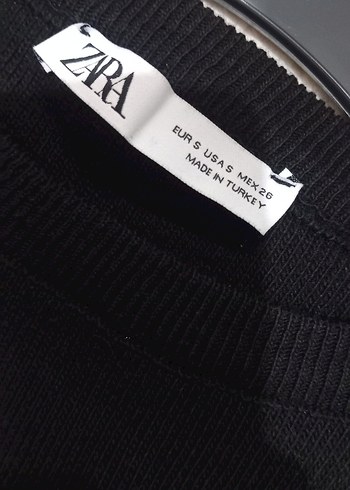 ZARA
EUR S USA S MEX 26
MADE IN TURKEY